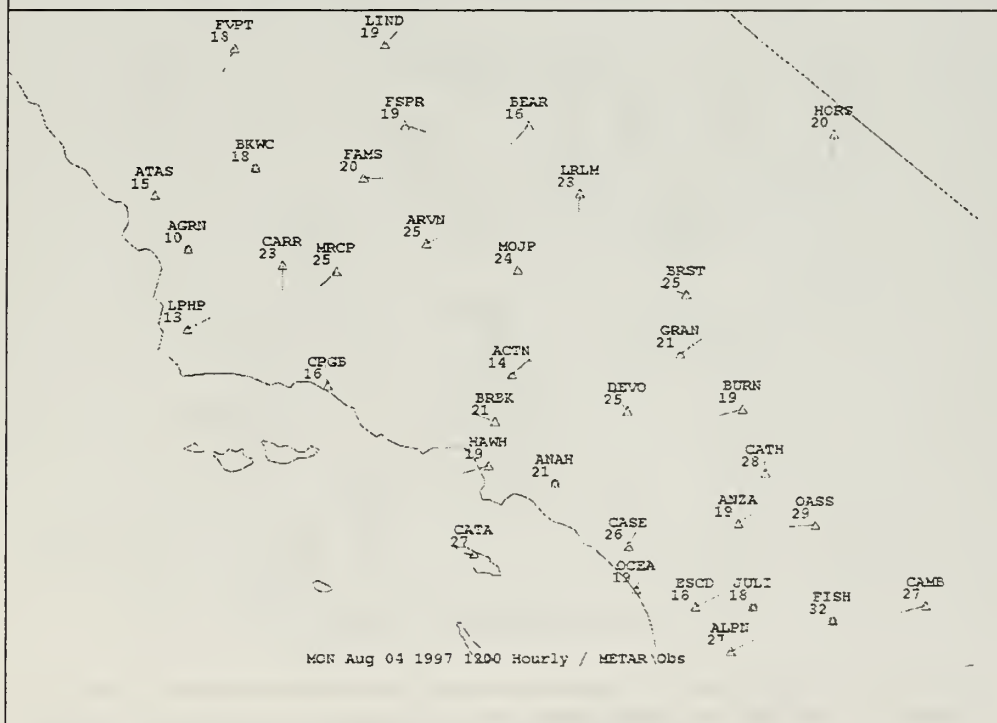 FVPT
18
LIND
19
FSPR
19
BEAR
16
HORS
20
BKWC
18
FAMS
20
ATAS
15
LRLM
23
AGRN
10
CARR
23
MRCP
25
ARVN
25
MOJP
24
BRST
25
LPHP
13
GRAN
21
ACTN
14
CPGB
16
DEVO
25
BURN
19
BRBK
21
HAWH
19
ANAH
21
CATH
28
ANZA
19
OASS
29
CASE
26
CATA
27
OCEA
19
ESCD
16
JULI
18
FISH
32
CAMB
27
ALPN
27
MON Aug 04 1997 1200 Hourly / METAR Obs